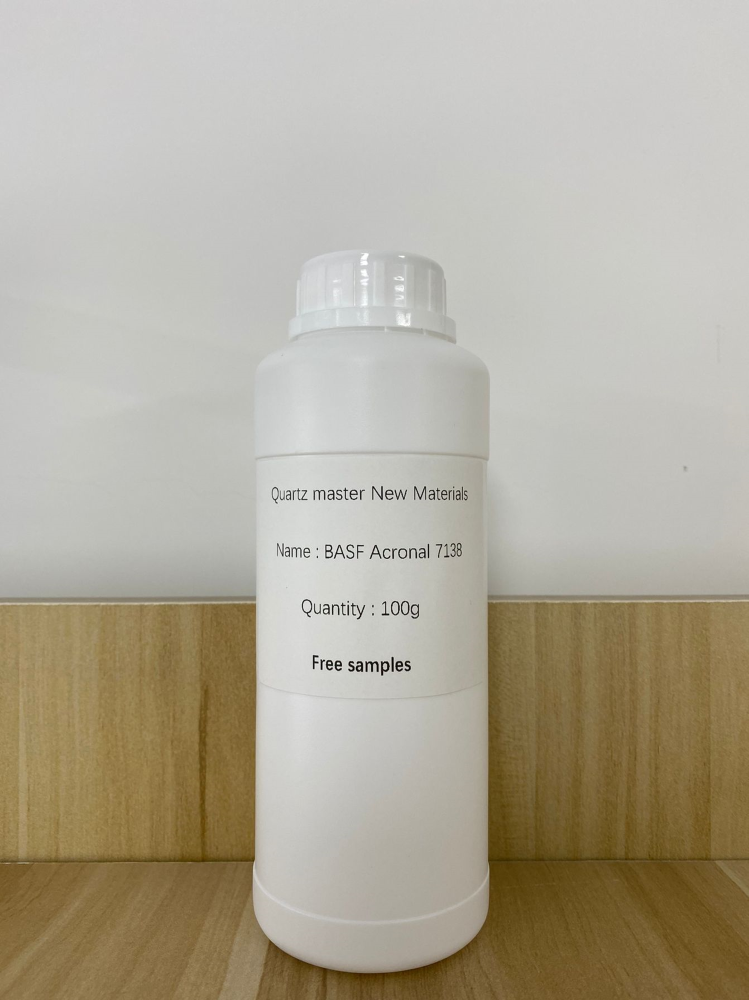 Quartz master New Materials
Name : BASF Acronal 7138
Quantity : 100g
Free samples